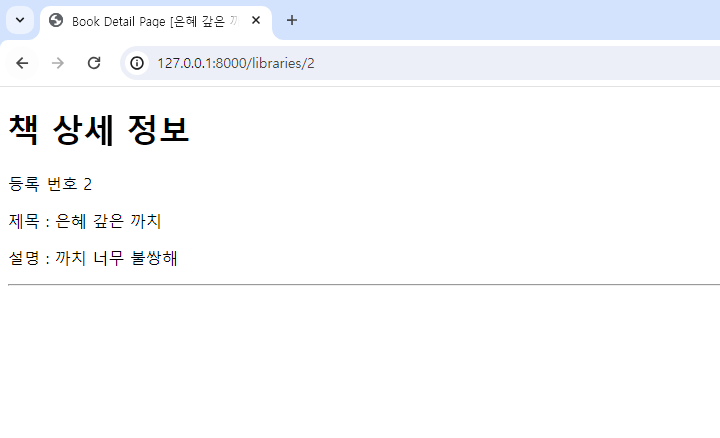 Book Detail Page [은혜 갚은 까
127.0.0.1:8000/libraries/2
책 상세 정보
등록 번호 2
제목 : 은혜 갚은 까치
설명 : 까치 너무 불쌍해